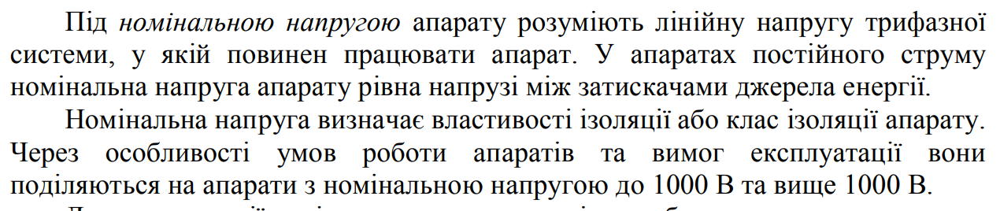 Під номінальною напругою апарату розуміють лінійну напругу трифазної
системи, у якій повинен працювати апарат. У апаратах постійного струму
номінальна напруга апарату рівна напрузі між затискачами джерела енергії.
Номінальна напруга визначає властивості ізоляції або клас ізоляції апарату.
Через особливості умов роботи апаратів та вимог експлуатації вони
поділяються на апарати з номінальною напругою до 1000 В та вище 1000 В.